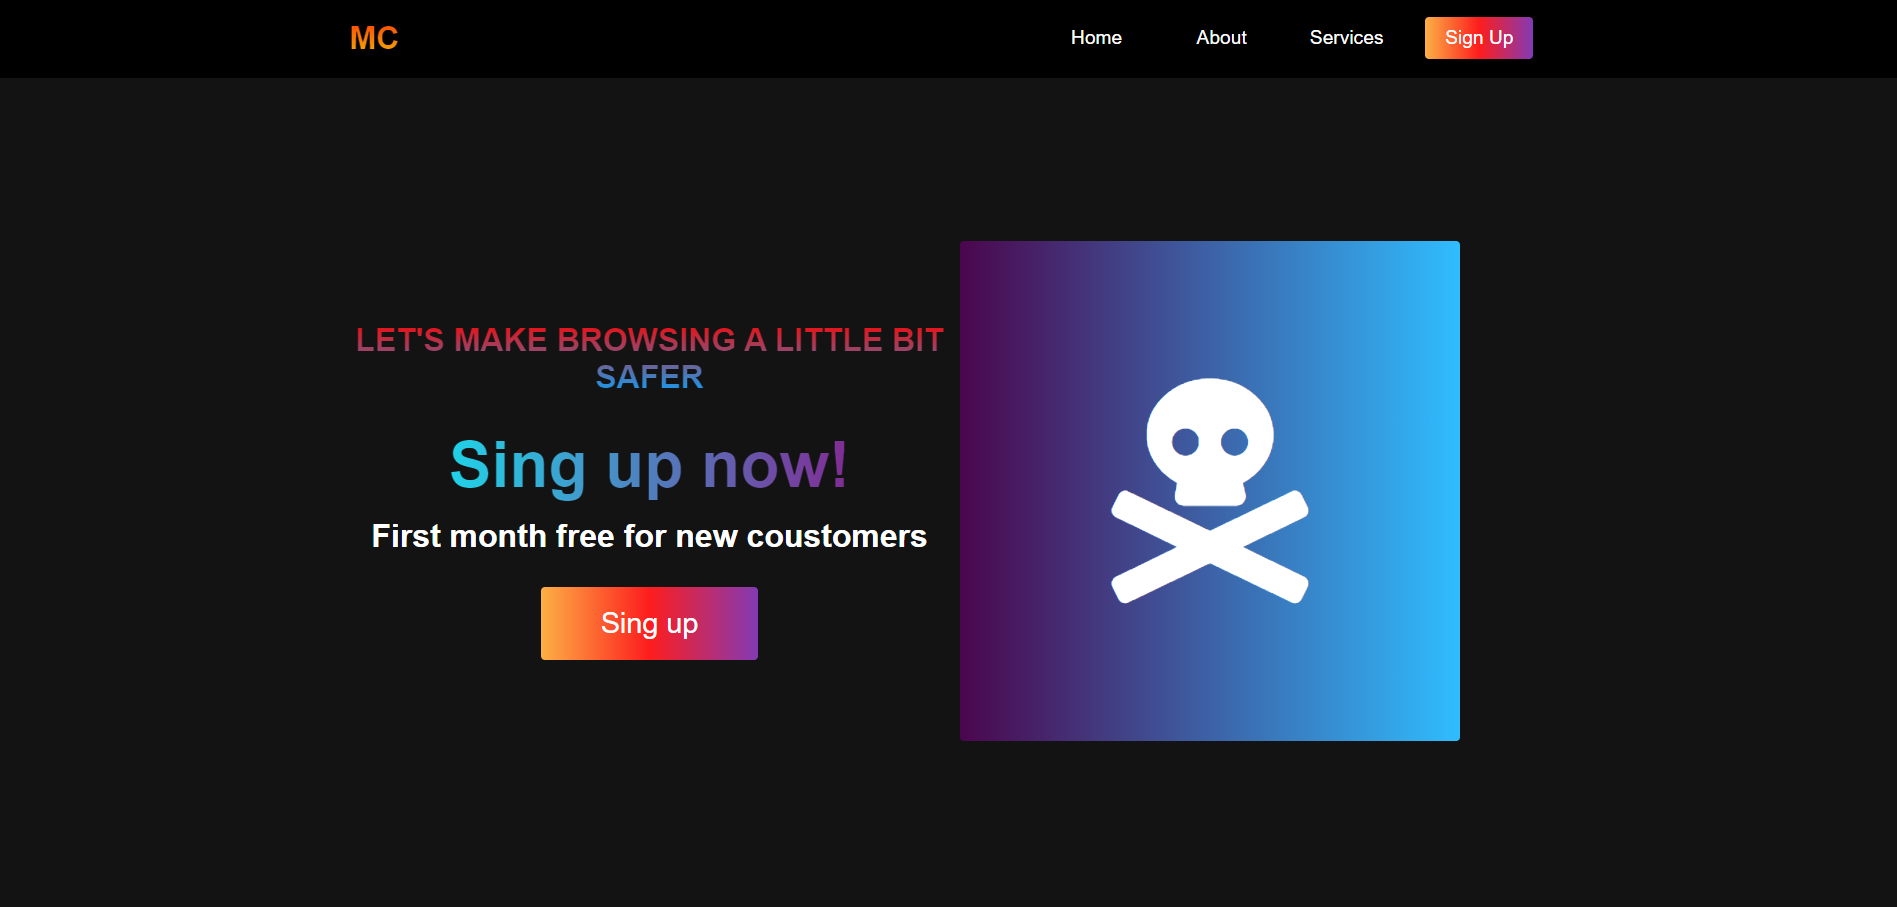 MC
Home
About
Services
Sign Up
LET'S MAKE BROWSING A LITTLE BIT
SAFER
Sing up now!
First month free for new coustomers
Sing up